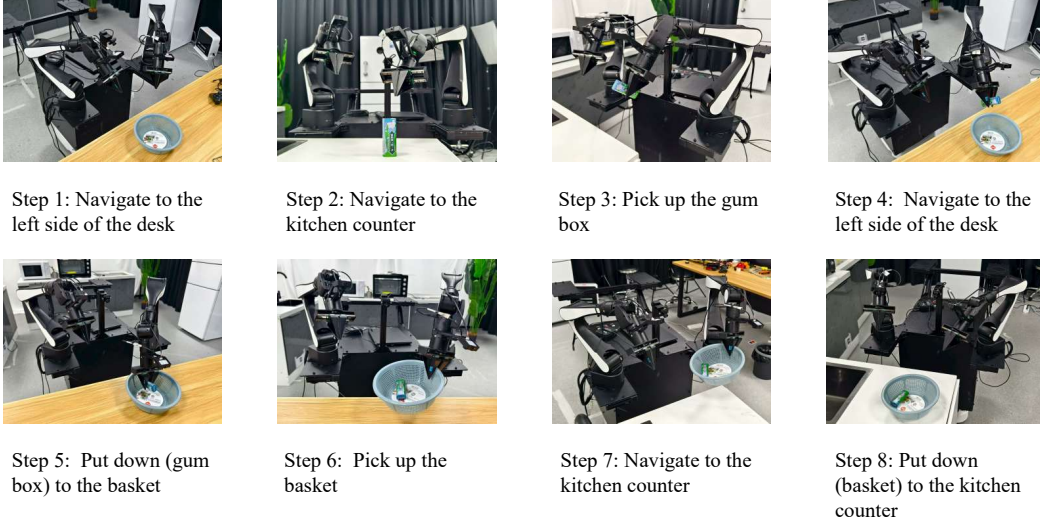 Step 1: Navigate to the
left side of the desk
Step 2: Navigate to the
kitchen counter
Step 3: Pick up the gum
box
Step 4:  Navigate to the
left side of the desk
Step 5:  Put down (gum
box) to the basket
Step 6:  Pick up the
basket
Step 7: Navigate to the
kitchen counter
Step 8: Put down
(basket) to the kitchen
counter